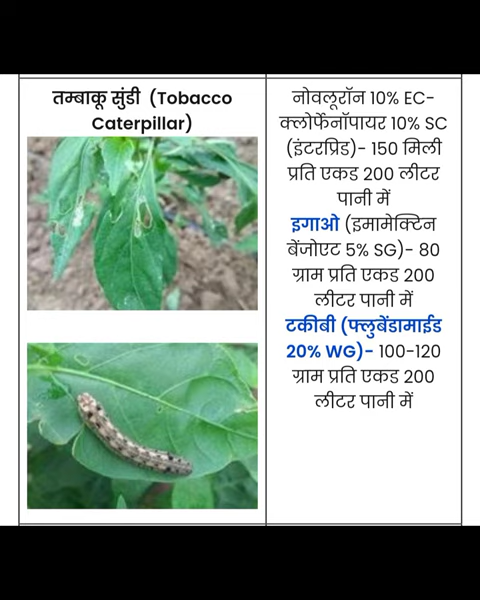 तम्बाकू सुंडी (Tobacco
Caterpillar)
नोवलूरॉन 10% EC-
क्लोर्फेनॉपायर 10% SC
(इंटरप्रिड)- 150 मिली
प्रति एकड 200 लीटर
पानी में
इगाओ (इमामेक्टिन
बेंजोएट 5% SG)- 80
ग्राम प्रति एकड 200
लीटर पानी में
टकीबी (फ्लुबेंडामाईड
20% WG)- 100-120
ग्राम प्रति एकड 200
लीटर पानी में